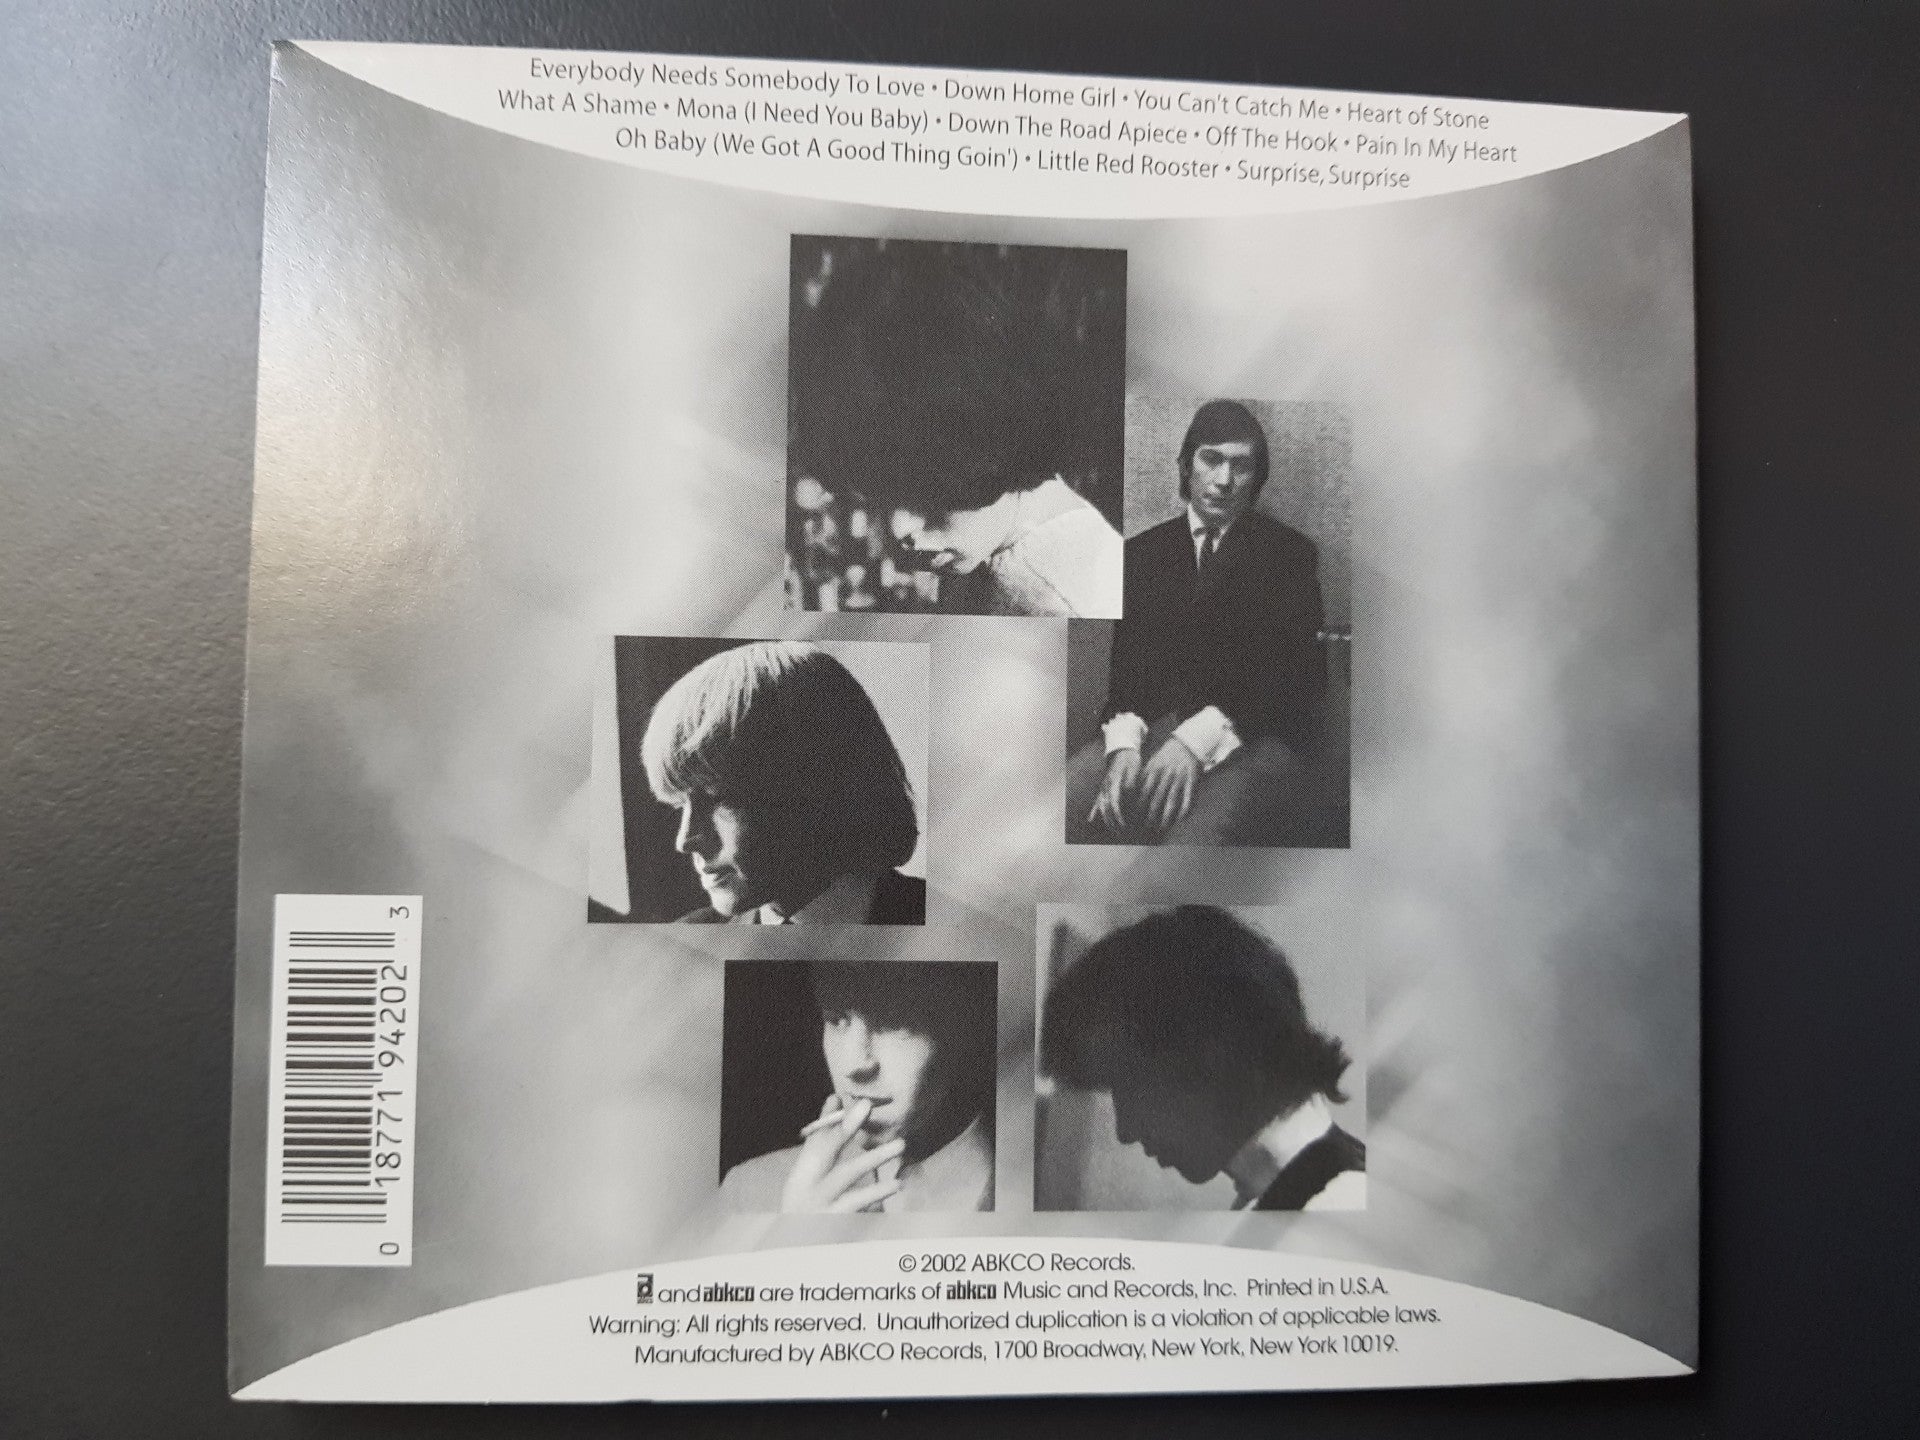 Everybody Needs Somebody To Love • Down Home Girl • You Can't Catch Me • Heart of Stone
What A Shame • Mona (I Need You Baby) • Down The Road Apiece • Off The Hook • Pain In My Heart
Oh Baby (We Got A Good Thing Goin') • Little Red Rooster • Surprise, Surprise
0 18771 94202 3
© 2002 ABKCO Records.
and abkco are trademarks of abkco Music and Records, Inc. Printed in U.S.A.
Warning: All rights reserved. Unauthorized duplication is a violation of applicable laws.
Manufactured by ABKCO Records, 1700 Broadway, New York, New York 10019.